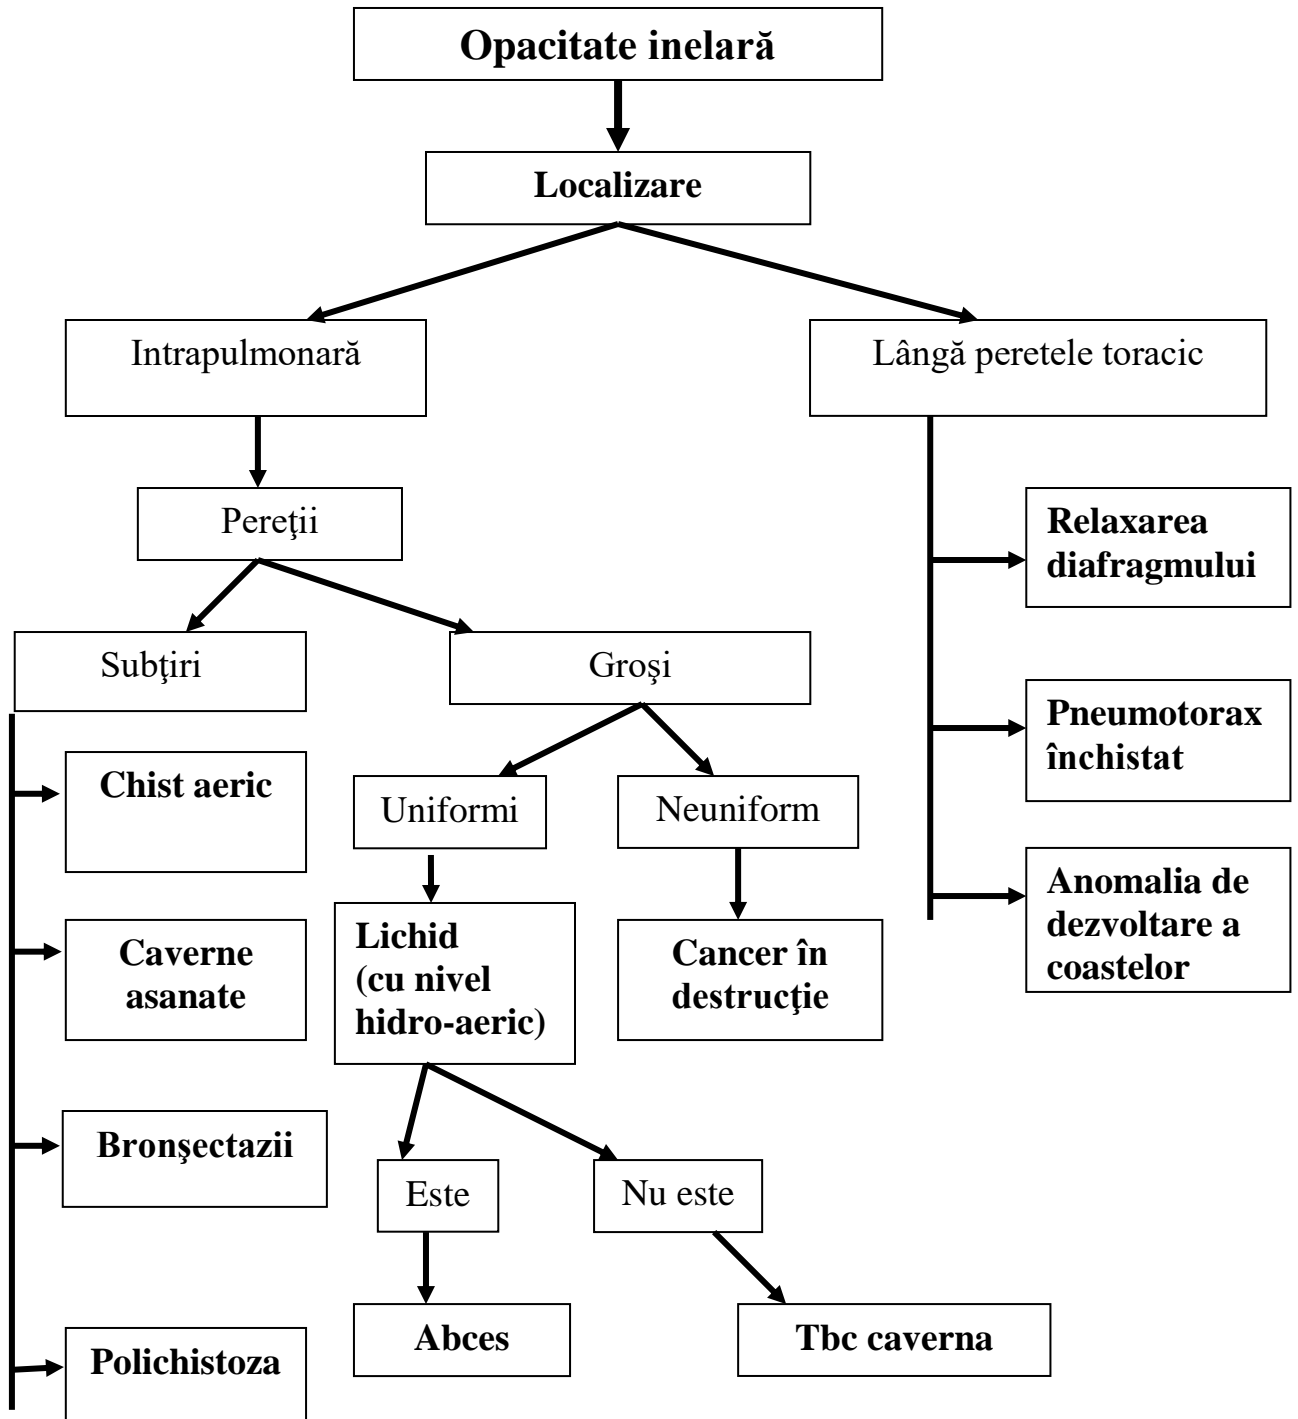 Opacitate inelară
Localizare
Intrapulmonară
Lângă peretele toracic
Pereţii
Relaxarea
diafragmului
Subţiri
Groşi
Pneumotorax
închistat
Chist aeric
Uniformi
Neuniform
Anomalia de
dezvoltare a
coastelor
Caverne
asanate
Lichid
(cu nivel
hidro-aeric)
Cancer în
destrucţie
Bronşectazii
Este
Nu este
Abces
Tbc caverna
Polichistoza